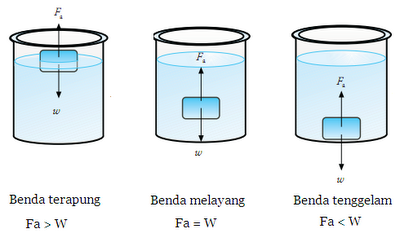 Fa
w
Fa
w
Fa
w
Benda terapung
Benda melayang
Benda tenggelam
Fa > W
Fa = W
Fa < W